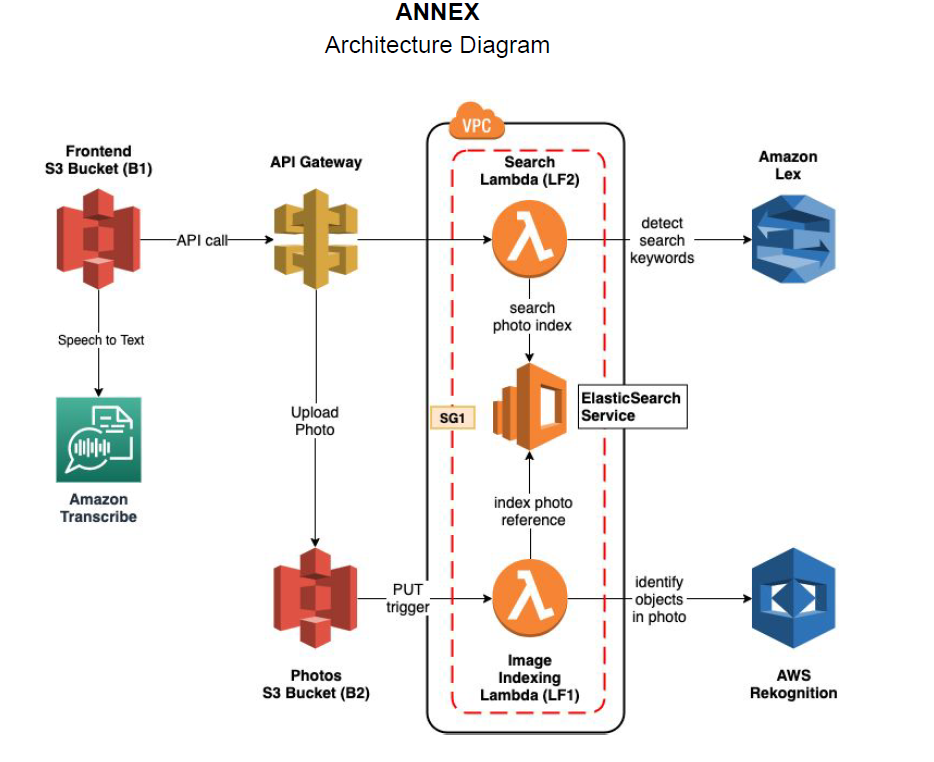 ANNEX
Architecture Diagram
VPC
Frontend
S3 Bucket (B1)
API Gateway
Search
Lambda (LF2)
Amazon
Lex
API call
detect
search
keywords
Speech to Text
search
photo index
Upload
Photo
SG1
ElasticSearch
Service
Amazon
Transcribe
index photo
reference
PUT
trigger
identify
objects
in photo
Photos
S3 Bucket (B2)
Image
Indexing
Lambda (LF1)
AWS
Rekognition